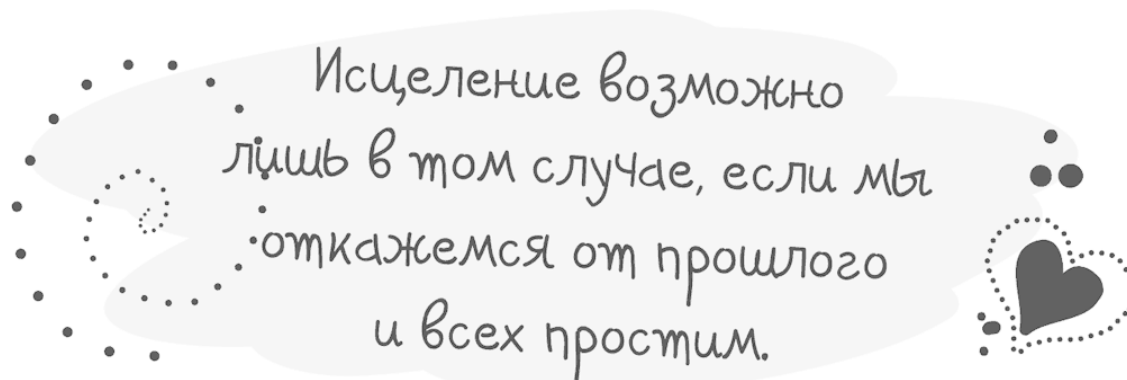 Исцеление возможно
лишь в том случае, если мы
откажемся от прошлого
и всех простим.